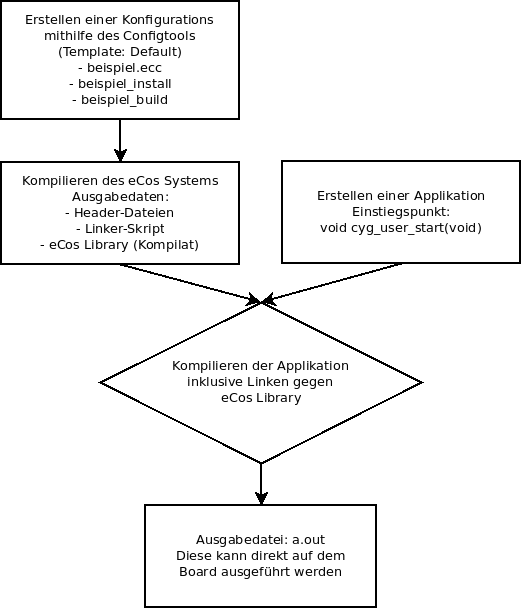 Erstellen einer Konfigurations
mithilfe des Configtools
(Template: Default)
- beispiel.ecc
- beispiel_install
- beispiel_build
Kompilieren des eCos Systems
Ausgabedaten:
- Header-Dateien
- Linker-Skript
- eCos Library (Kompilat)
Erstellen einer Applikation
Einstiegspunkt:
void cyg_user_start(void)
Kompilieren der Applikation
inklusive Linken gegen
eCos Library
Ausgabedatei: a.out
Diese kann direkt auf dem
Board ausgeführt werden